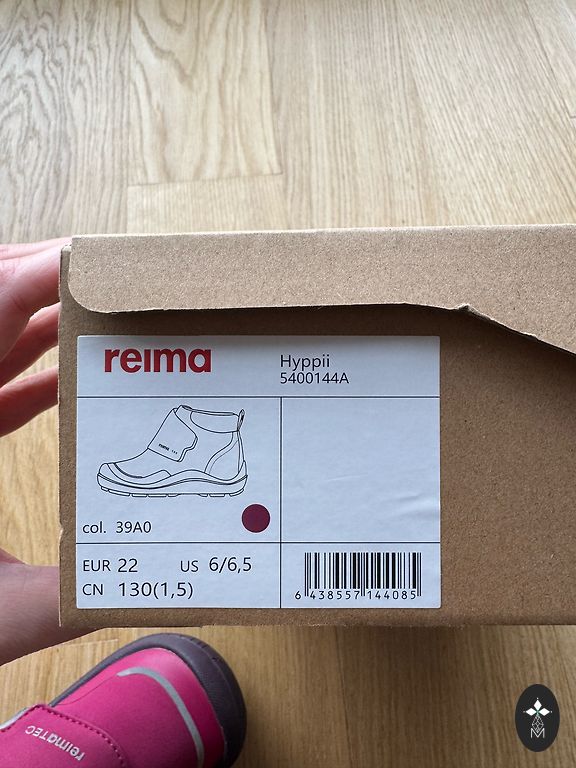 reima
Hyppii
5400144A
reima
col. 39A0
EUR 22 US 6/6,5
CN 130(1,5)
6 438557 144085
reimaTEC
M